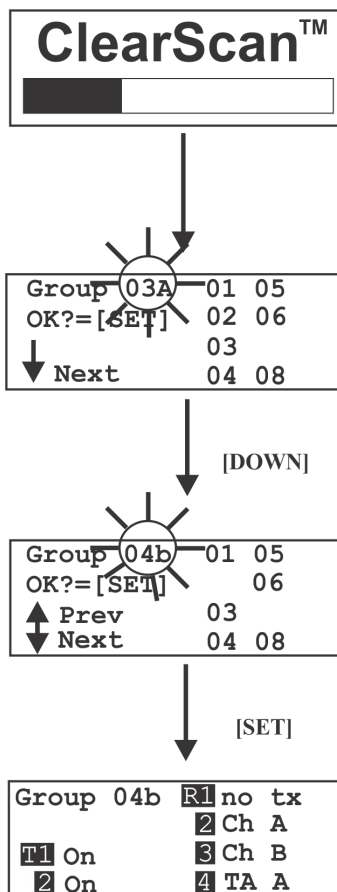 ClearScan™
Group 03A 01 05
OK?=[SET] 02 06
03
Next 04 08
[DOWN]
Group 04b 01 05
OK?=[SET] 06
Prev 03
Next 04 08
[SET]
Group 04b R1 no tx
2 Ch A
T1 On 3 Ch B
2 On 4 TA A